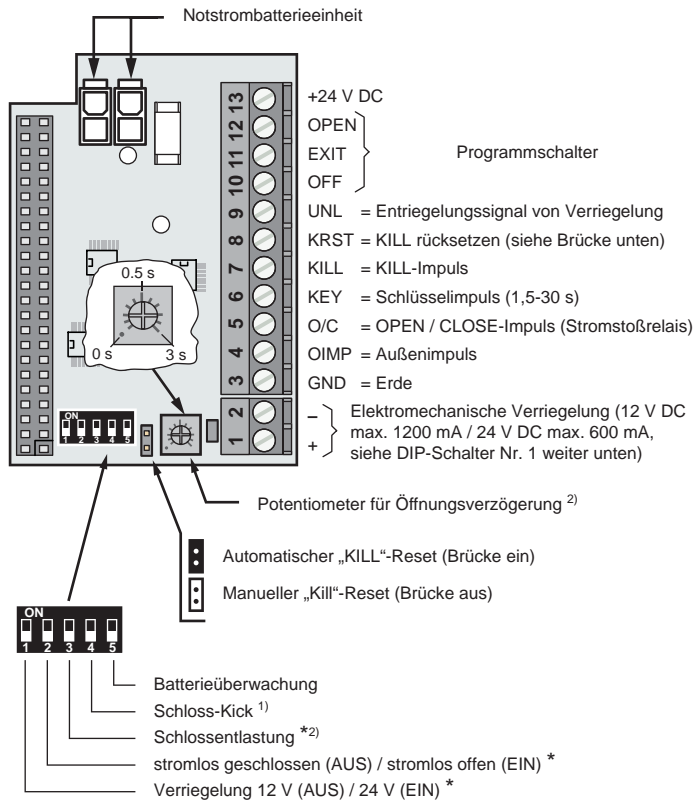 Notstrombatterieeinheit
13 +24 V DC
12 OPEN
11 EXIT
10 OFF
Programmschalter
9 UNL = Entriegelungssignal von Verriegelung
8 KRST = KILL rücksetzen (siehe Brücke unten)
7 KILL = KILL-Impuls
6 KEY = Schlüsselimpuls (1,5-30 s)
5 O/C = OPEN / CLOSE-Impuls (Stromstoßrelais)
4 OIMP = Außenimpuls
3 GND = Erde
2 –
1 +
Elektromechanische Verriegelung (12 V DC
max. 1200 mA / 24 V DC max. 600 mA,
siehe DIP-Schalter Nr. 1 weiter unten)
0.5 s
0 s 3 s
ON
1 2 3 4 5
Potentiometer für Öffnungsverzögerung 2)
Automatischer „KILL“-Reset (Brücke ein)
Manueller „Kill“-Reset (Brücke aus)
ON
1 2 3 4 5
Batterieüberwachung
Schloss-Kick 1)
Schlossentlastung *2)
stromlos geschlossen (AUS) / stromlos offen (EIN) *
Verriegelung 12 V (AUS) / 24 V (EIN) *